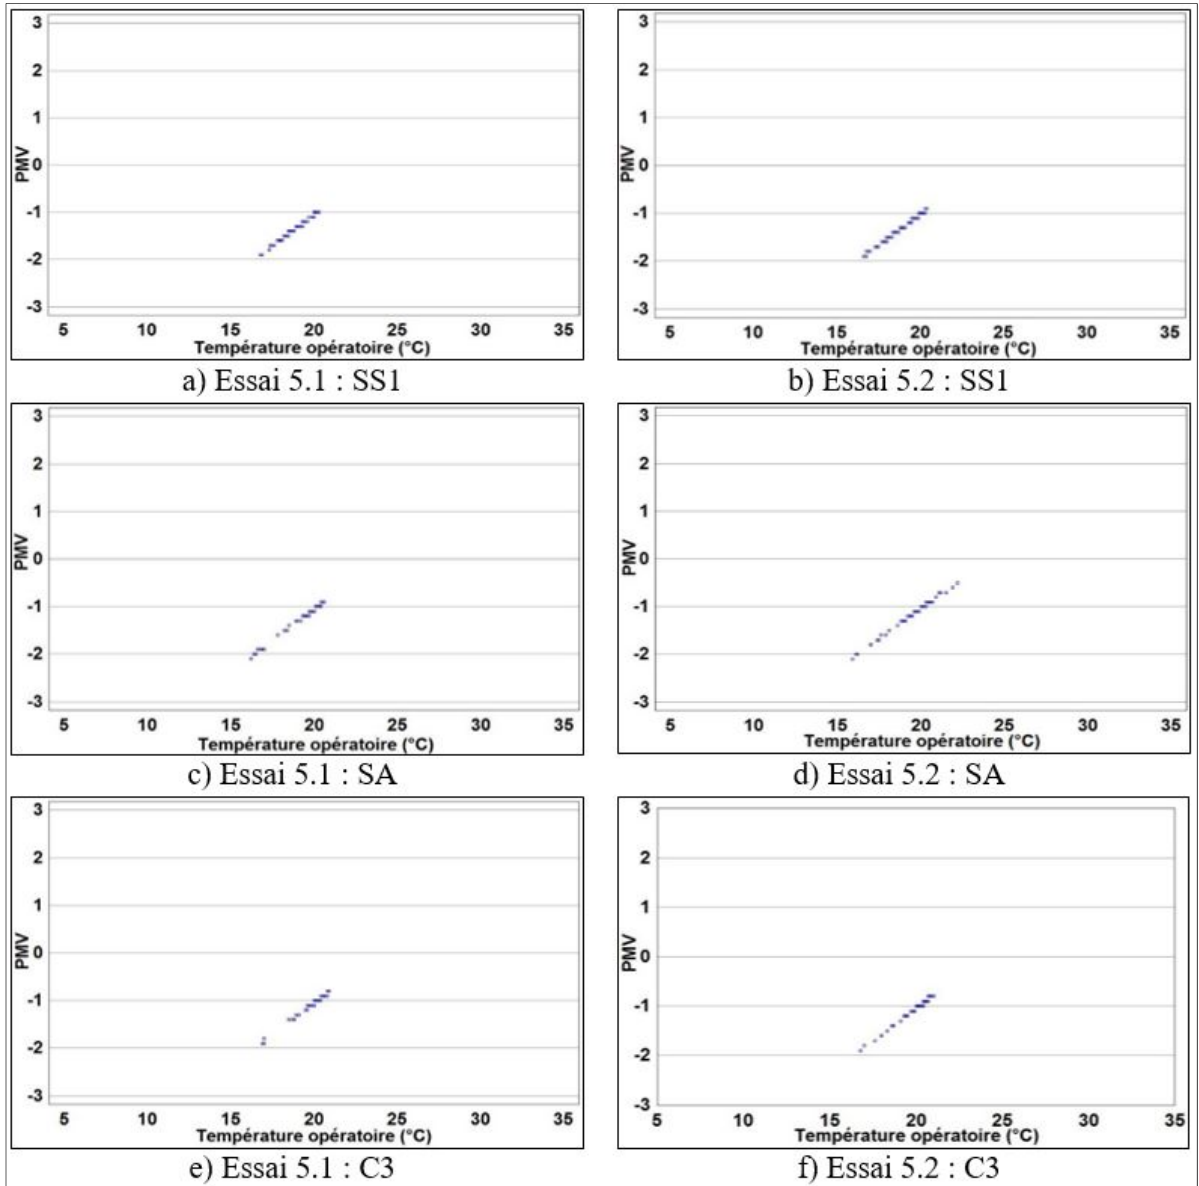 3
2
1
0
-1
-2
-3
PMV
5 10 15 20 25 30 35
Température opératoire (°C)
a) Essai 5.1 : SS1
3
2
1
0
-1
-2
-3
PMV
5 10 15 20 25 30 35
Température opératoire (°C)
b) Essai 5.2 : SS1
3
2
1
0
-1
-2
-3
PMV
5 10 15 20 25 30 35
Température opératoire (°C)
c) Essai 5.1 : SA
3
2
1
0
-1
-2
-3
PMV
5 10 15 20 25 30 35
Température opératoire (°C)
d) Essai 5.2 : SA
3
2
1
0
-1
-2
-3
PMV
5 10 15 20 25 30 35
Température opératoire (°C)
e) Essai 5.1 : C3
3
2
1
0
-1
-2
-3
PMV
5 10 15 20 25 30 35
Température opératoire (°C)
f) Essai 5.2 : C3